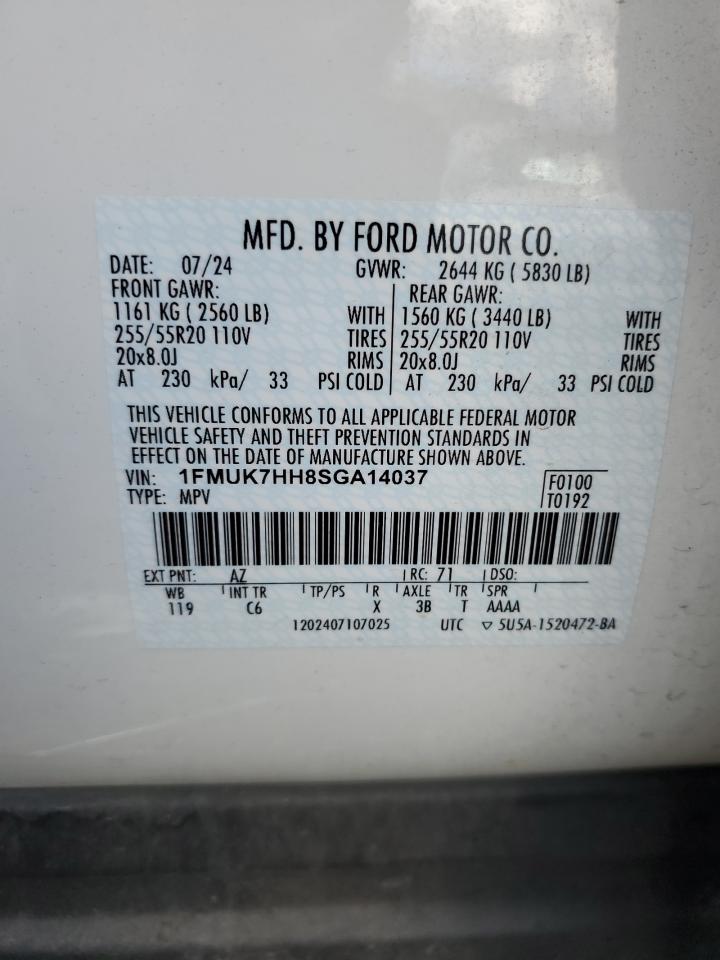 MFD. BY FORD MOTOR CO.
DATE: 07/24 GVWR: 2644 KG ( 5830 LB)
FRONT GAWR: REAR GAWR:
1161 KG ( 2560 LB) WITH 1560 KG ( 3440 LB) WITH
255/55R20 110V TIRES 255/55R20 110V TIRES
20x8.0J RIMS 20x8.0J RIMS
AT 230 kPa/ 33 PSI COLD AT 230 kPa/ 33 PSI COLD
THIS VEHICLE CONFORMS TO ALL APPLICABLE FEDERAL MOTOR
VEHICLE SAFETY AND THEFT PREVENTION STANDARDS IN
EFFECT ON THE DATE OF MANUFACTURE SHOWN ABOVE.
VIN: 1FMUK7HH8SGA14037 F0100
TYPE: MPV T0192
EXT PNT: AZ RC: 71 DSO:
WB INT TR TP/PS R AXLE TR SPR
119 C6 X 3B T AAAA
1202407107025 UTC ▽ 5U5A-1520472-BA